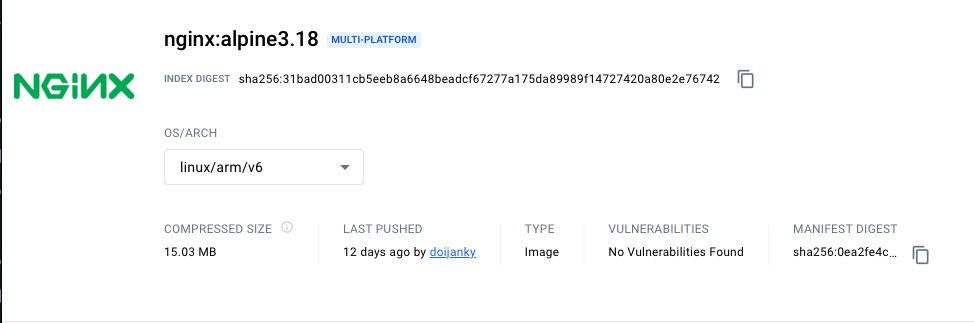 nginx:alpine3.18 MULTI-PLATFORM
NGINX
INDEX DIGEST sha256:31bad00311cb5eeb8a6648beadcf67277a175da89989f14727420a80e2e76742
OS/ARCH
linux/arm/v6
COMPRESSED SIZE LAST PUSHED TYPE VULNERABILITIES MANIFEST DIGEST
15.03 MB 12 days ago by doijanky Image No Vulnerabilities Found sha256:0ea2fe4c...